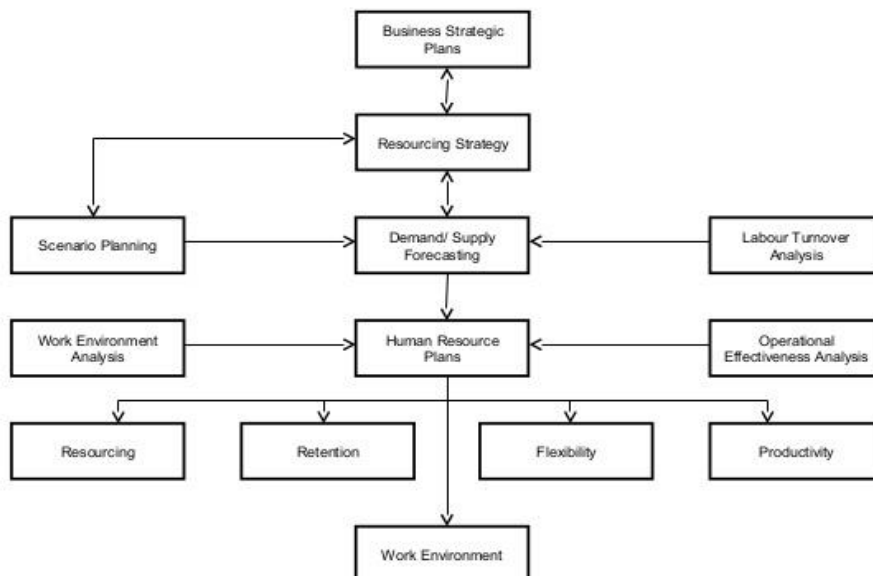 Business Strategic
Plans
Resourcing Strategy
Scenario Planning
Demand/ Supply
Forecasting
Labour Turnover
Analysis
Work Environment
Analysis
Human Resource
Plans
Operational
Effectiveness Analysis
Resourcing
Retention
Flexibility
Productivity
Work Environment